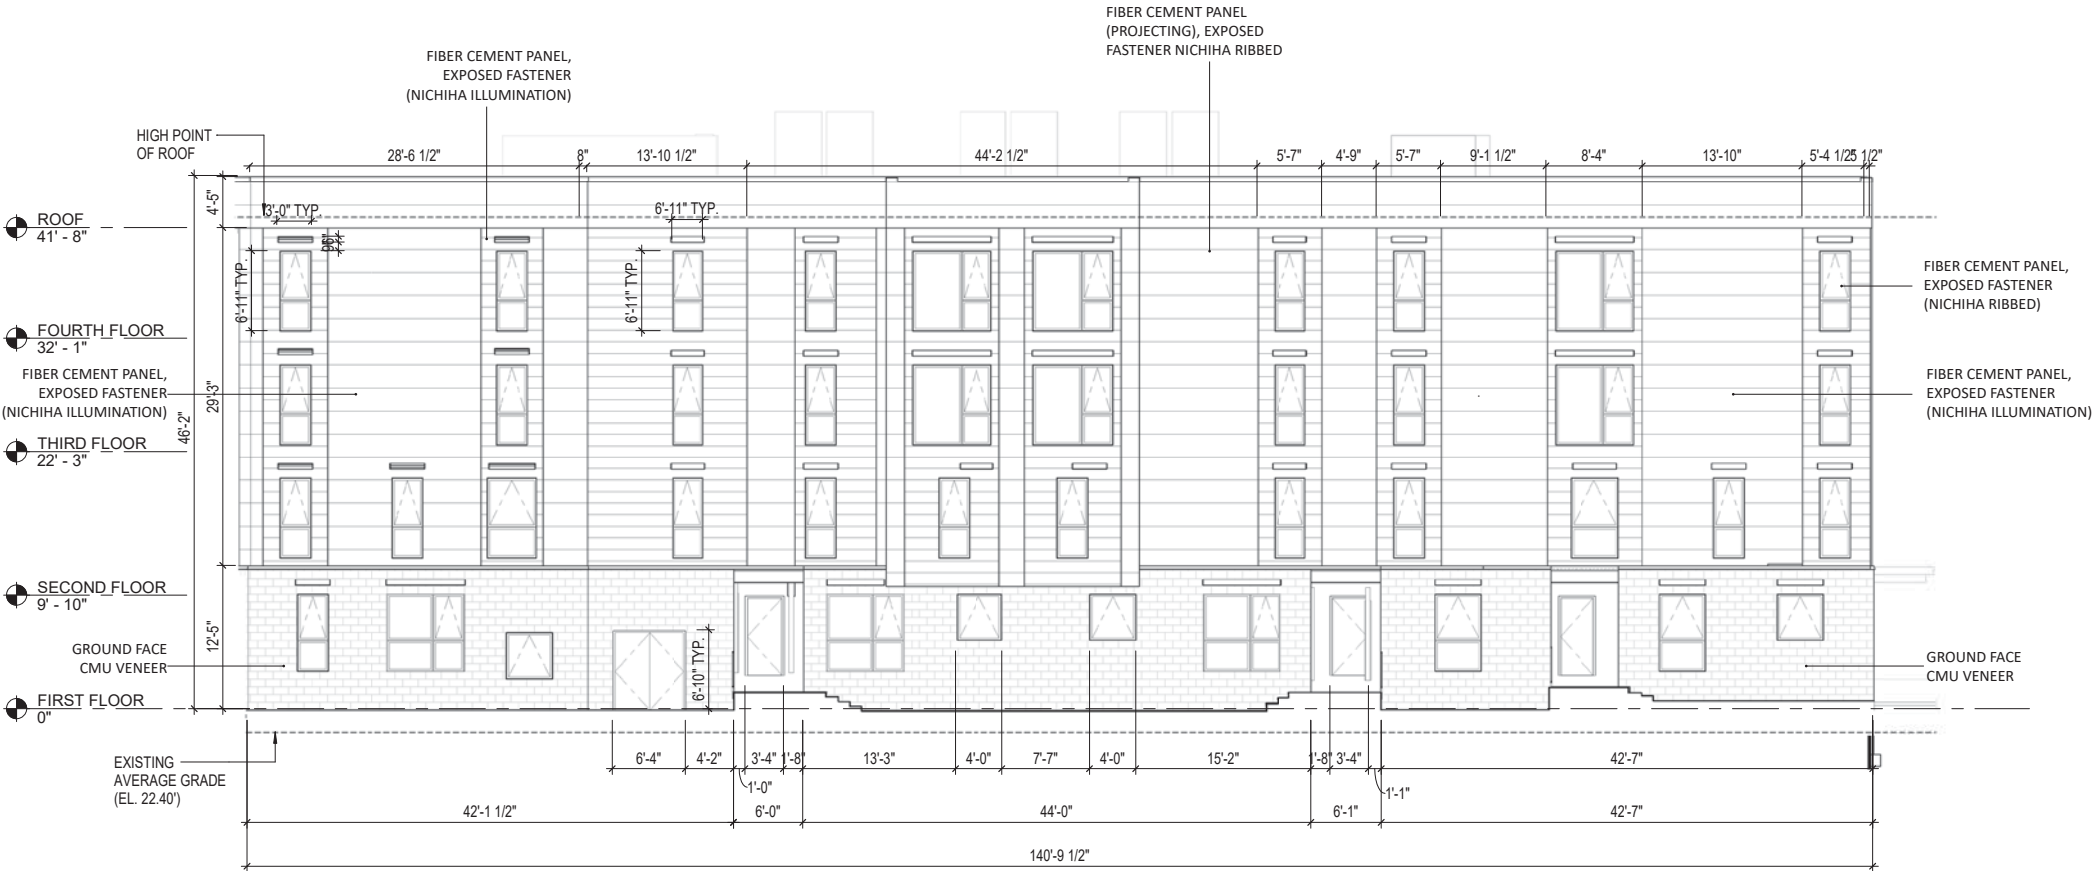 FIBER CEMENT PANEL
(PROJECTING), EXPOSED
FASTENER NICHIHA RIBBED
FIBER CEMENT PANEL,
EXPOSED FASTENER
(NICHIHA ILLUMINATION)
HIGH POINT
OF ROOF
28'-6 1/2"
8"
13'-10 1/2"
44'-2 1/2"
5'-7"
4'-9"
5'-7"
9'-1 1/2"
8'-4"
13'-10"
5'-4 1/2"
5 1/2"
4'-5"
3'-0" TYP.
6'-11" TYP.
ROOF
41' - 8"
6'-11" TYP.
6'-11" TYP.
FIBER CEMENT PANEL,
EXPOSED FASTENER
(NICHIHA RIBBED)
FOURTH FLOOR
32' - 1"
FIBER CEMENT PANEL,
EXPOSED FASTENER
(NICHIHA ILLUMINATION)
29'-3"
46'-2"
FIBER CEMENT PANEL,
EXPOSED FASTENER
(NICHIHA ILLUMINATION)
THIRD FLOOR
22' - 3"
SECOND FLOOR
9' - 10"
12'-5"
6'-10" TYP.
GROUND FACE
CMU VENEER
GROUND FACE
CMU VENEER
FIRST FLOOR
0"
EXISTING
AVERAGE GRADE
(EL. 22.40')
6'-4"
4'-2"
3'-4"
1'-8"
13'-3"
4'-0"
7'-7"
4'-0"
15'-2"
1'-8"
3'-4"
42'-7"
1'-0"
1'-1"
42'-1 1/2"
6'-0"
44'-0"
6'-1"
42'-7"
140'-9 1/2"